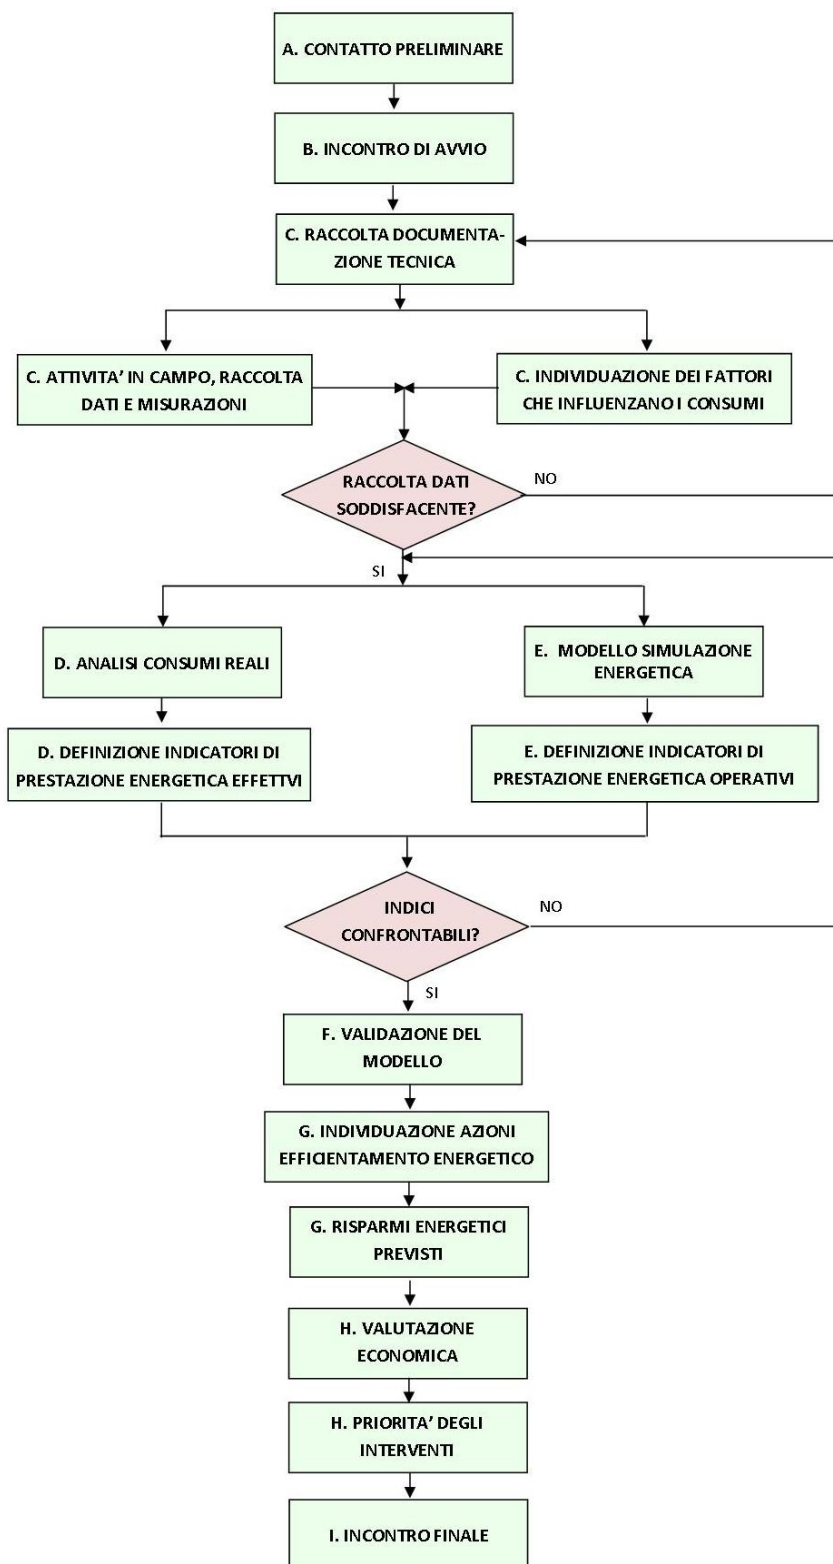 A. CONTATTO PRELIMINARE
B. INCONTRO DI AVVIO
C. RACCOLTA DOCUMENTA-
ZIONE TECNICA
C. ATTIVITA' IN CAMPO, RACCOLTA
DATI E MISURAZIONI
C. INDIVIDUAZIONE DEI FATTORI
CHE INFLUENZANO I CONSUMI
RACCOLTA DATI
SODDISFACENTE?
NO
SI
D. ANALISI CONSUMI REALI
E. MODELLO SIMULAZIONE
ENERGETICA
D. DEFINIZIONE INDICATORI DI
PRESTAZIONE ENERGETICA EFFETTVI
E. DEFINIZIONE INDICATORI DI
PRESTAZIONE ENERGETICA OPERATIVI
INDICI
CONFRONTABILI?
NO
SI
F. VALIDAZIONE DEL
MODELLO
G. INDIVIDUAZIONE AZIONI
EFFICIENTAMENTO ENERGETICO
G. RISPARMI ENERGETICI
PREVISTI
H. VALUTAZIONE
ECONOMICA
H. PRIORITA' DEGLI
INTERVENTI
I. INCONTRO FINALE